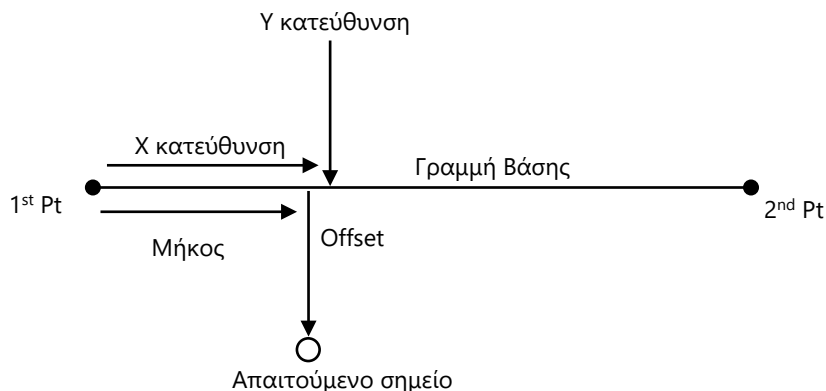 Y κατεύθυνση
X κατεύθυνση
Γραμμή Βάσης
1st Pt
2nd Pt
Μήκος
Offset
Απαιτούμενο σημείο